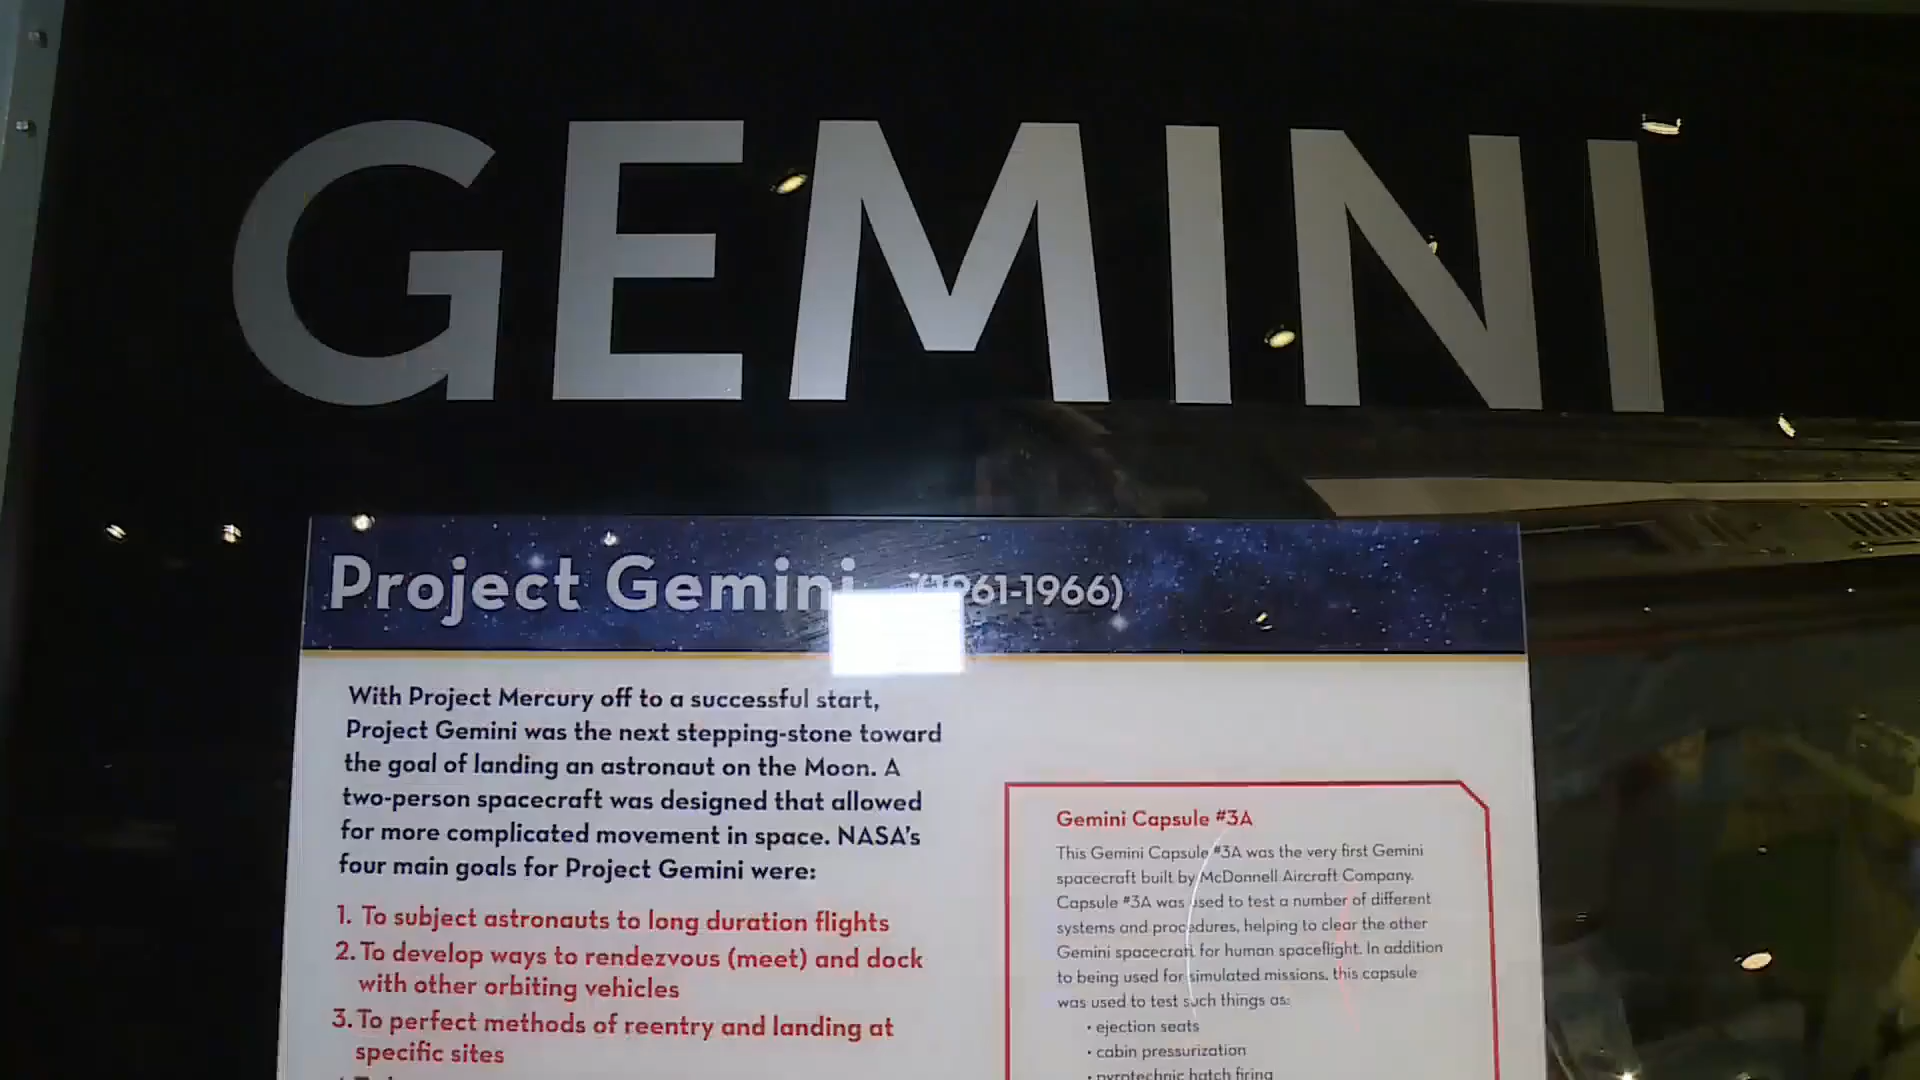 GEMINI
Project Gemini (1961-1966)
With Project Mercury off to a successful start,
Project Gemini was the next stepping-stone toward
the goal of landing an astronaut on the Moon. A
two-person spacecraft was designed that allowed
for more complicated movement in space. NASA's
four main goals for Project Gemini were:
1. To subject astronauts to long duration flights
2. To develop ways to rendezvous (meet) and dock
with other orbiting vehicles
3. To perfect methods of reentry and landing at
specific sites
Gemini Capsule #3A
This Gemini Capsule #3A was the very first Gemini
spacecraft built by McDonnell Aircraft Company.
Capsule #3A was used to test a number of different
systems and procedures, helping to clear the other
Gemini spacecraft for human spaceflight. In addition
to being used for simulated missions, this capsule
was used to test such things as:
• ejection seats
• cabin pressurization
• pyrotechnic hatch firing